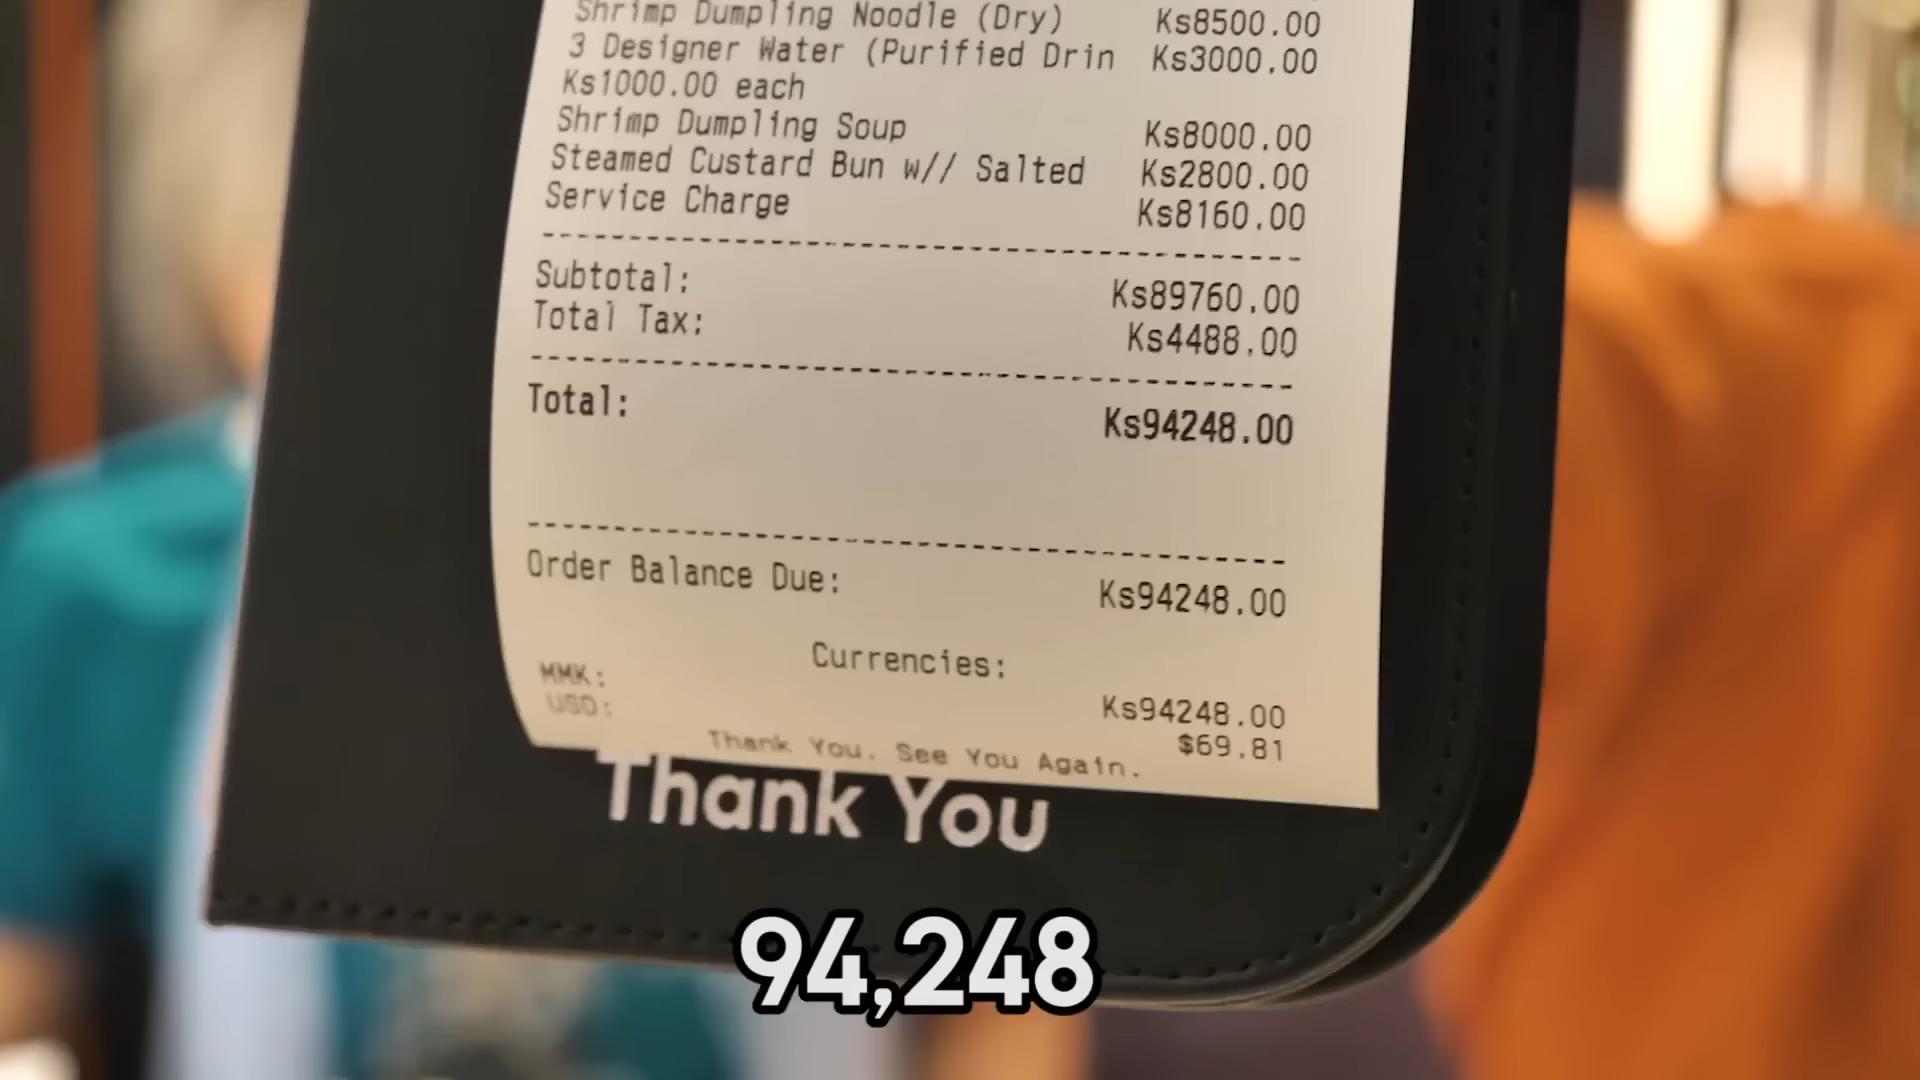 Shrimp Dumpling Noodle (Dry) Ks8500.00
3 Designer Water (Purified Drin Ks3000.00
Ks1000.00 each
Shrimp Dumpling Soup Ks8000.00
Steamed Custard Bun w// Salted Ks2800.00
Service Charge Ks8160.00
Subtotal: Ks89760.00
Total Tax: Ks4488.00
Total: Ks94248.00
Order Balance Due: Ks94248.00
Currencies:
MMK: Ks94248.00
USD: $69.81
Thank You. See You Again.
Thank You
94,248